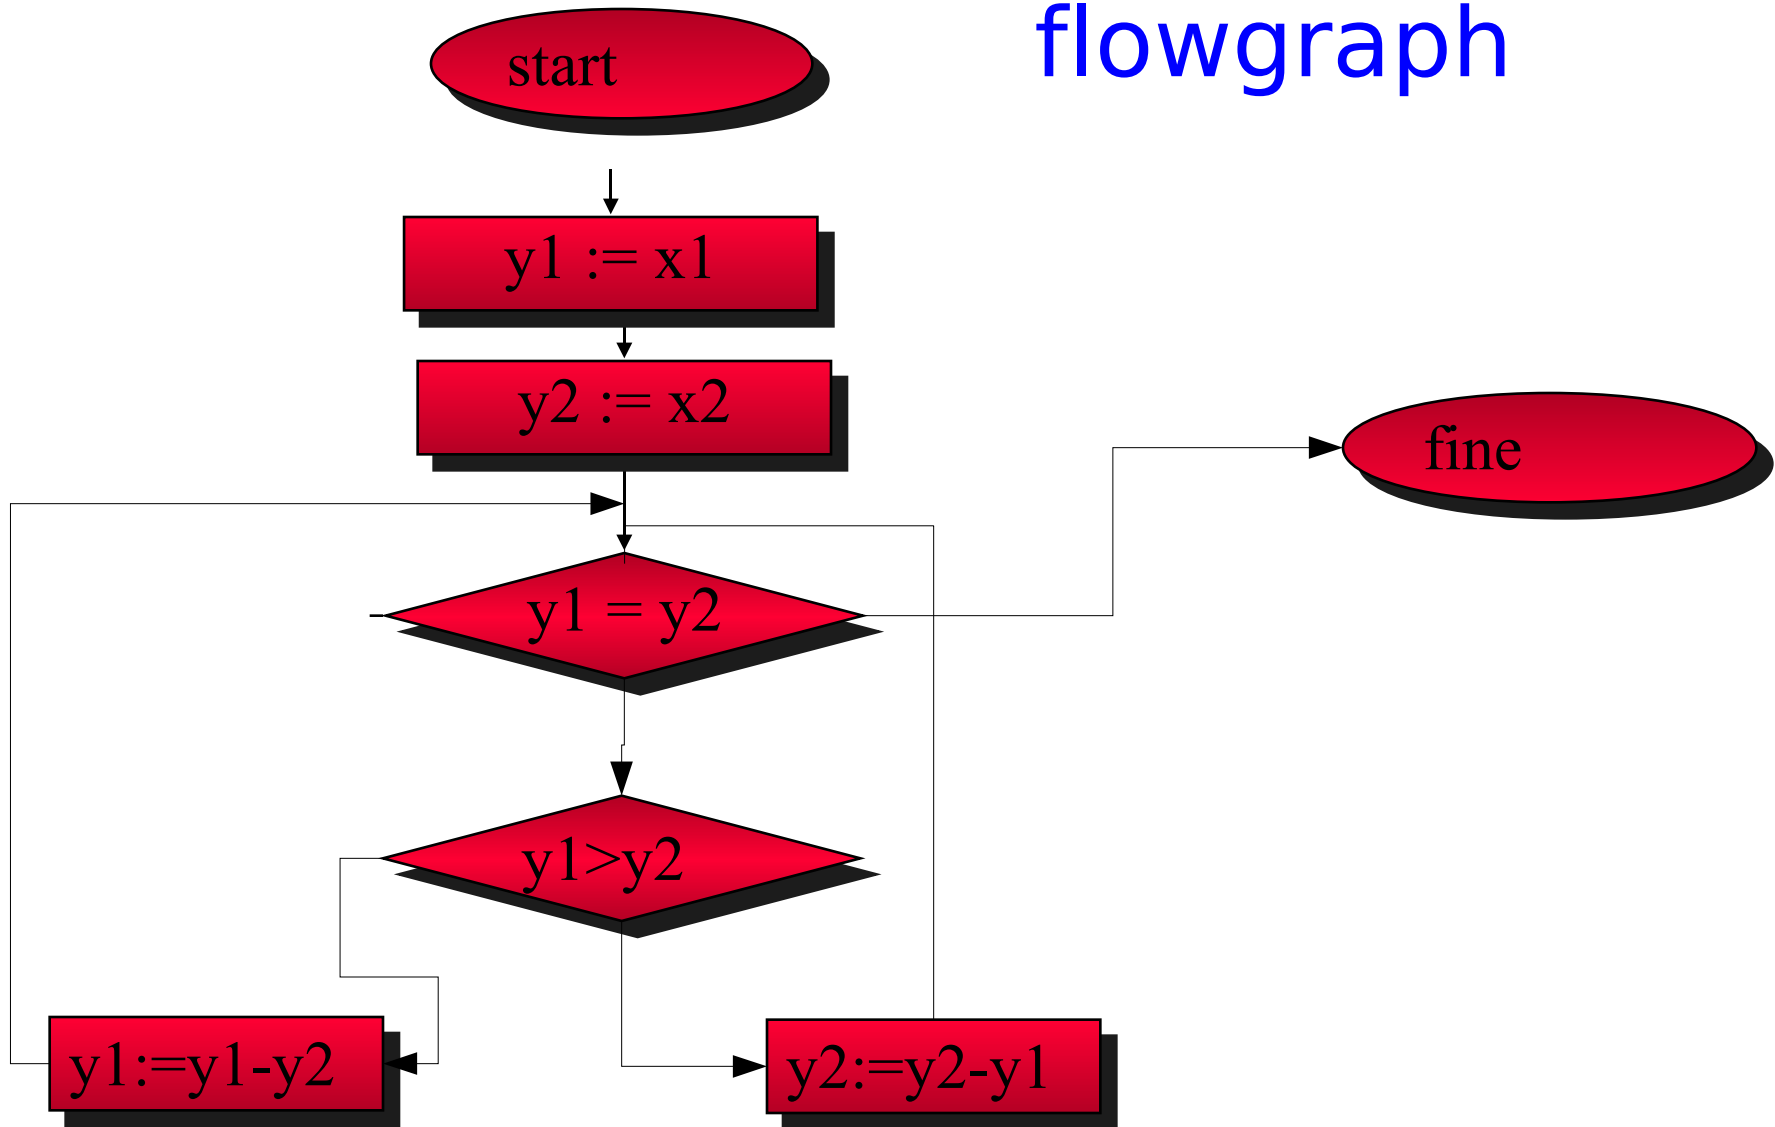 flowgraph
start
y1 := x1
y2 := x2
fine
y1 = y2
y1>y2
y1:=y1-y2
y2:=y2-y1